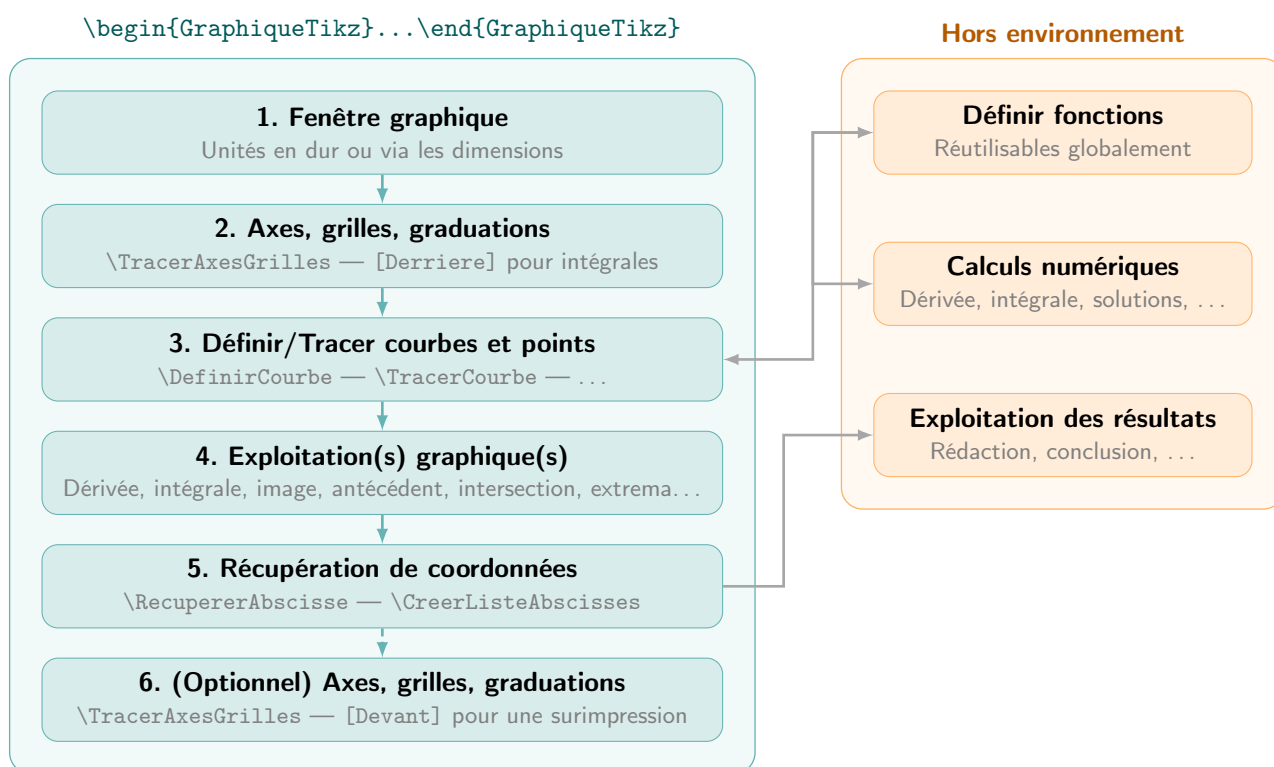 \begin{GraphiqueTikz}...\end{GraphiqueTikz}
1. Fenêtre graphique
Unités en dur ou via les dimensions
2. Axes, grilles, graduations
\TracerAxesGrilles — [Derriere] pour intégrales
3. Définir/Tracer courbes et points
\DefinirCourbe — \TracerCourbe — ...
4. Exploitation(s) graphique(s)
Dérivée, intégrale, image, antécédent, intersection, extrema...
5. Récupération de coordonnées
\RecupererAbscisse — \CreerListeAbscisses
6. (Optionnel) Axes, grilles, graduations
\TracerAxesGrilles — [Devant] pour une surimpression
Hors environnement
Définir fonctions
Réutilisables globalement
Calculs numériques
Dérivée, intégrale, solutions, ...
Exploitation des résultats
Rédaction, conclusion, ...